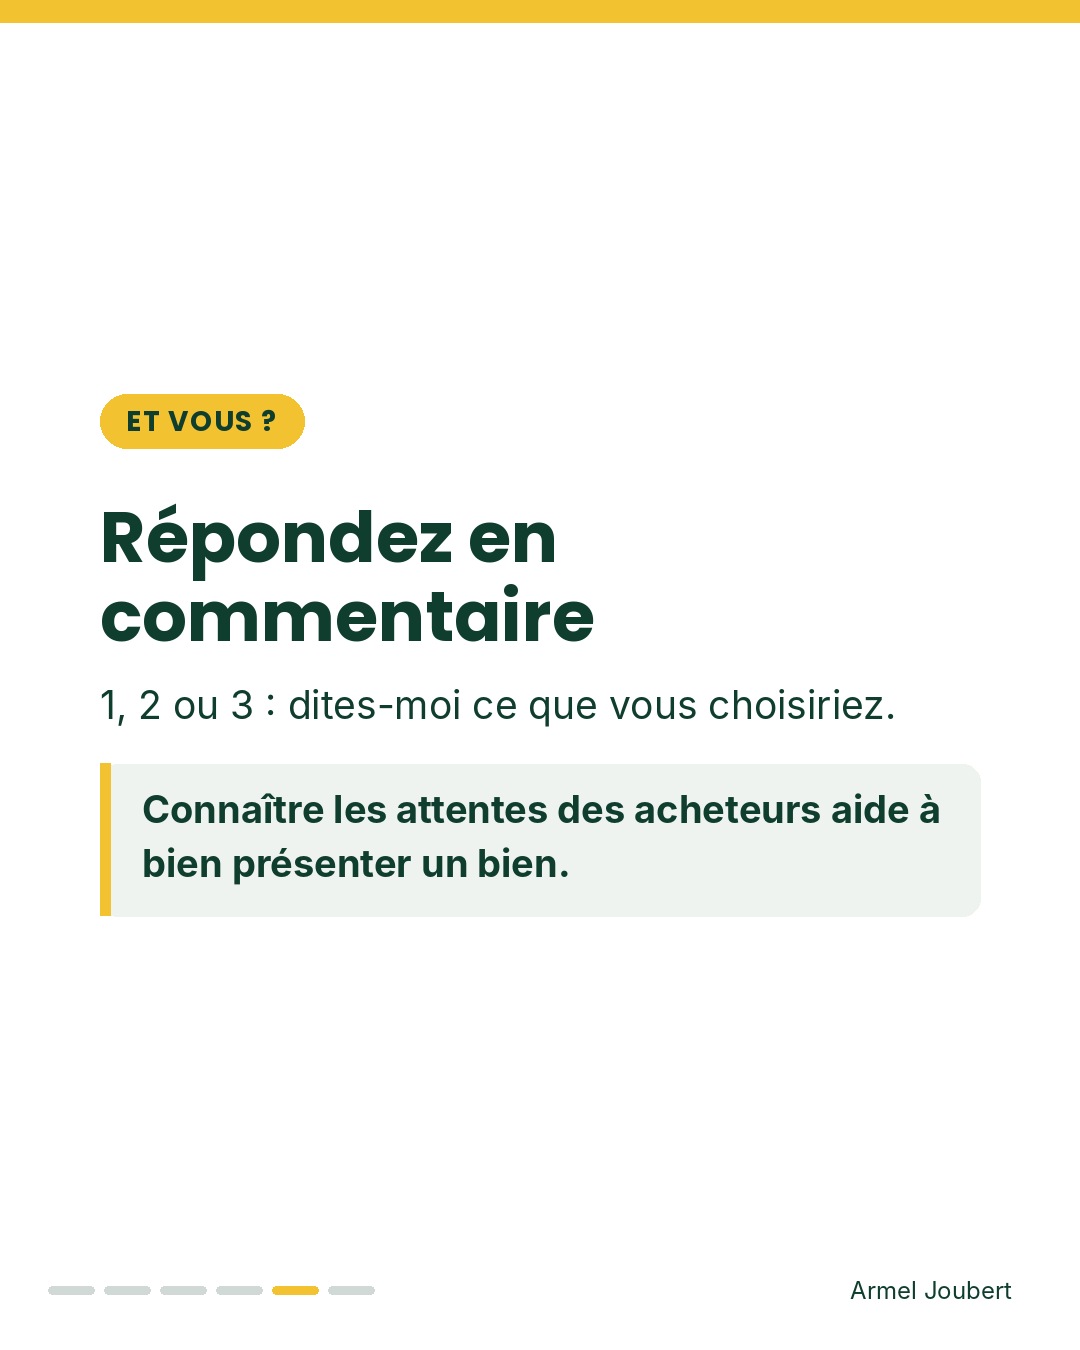 ET VOUS ?
Répondez en
commentaire
1, 2 ou 3 : dites-moi ce que vous choisiriez.
Connaître les attentes des acheteurs aide à
bien présenter un bien.
Armel Joubert